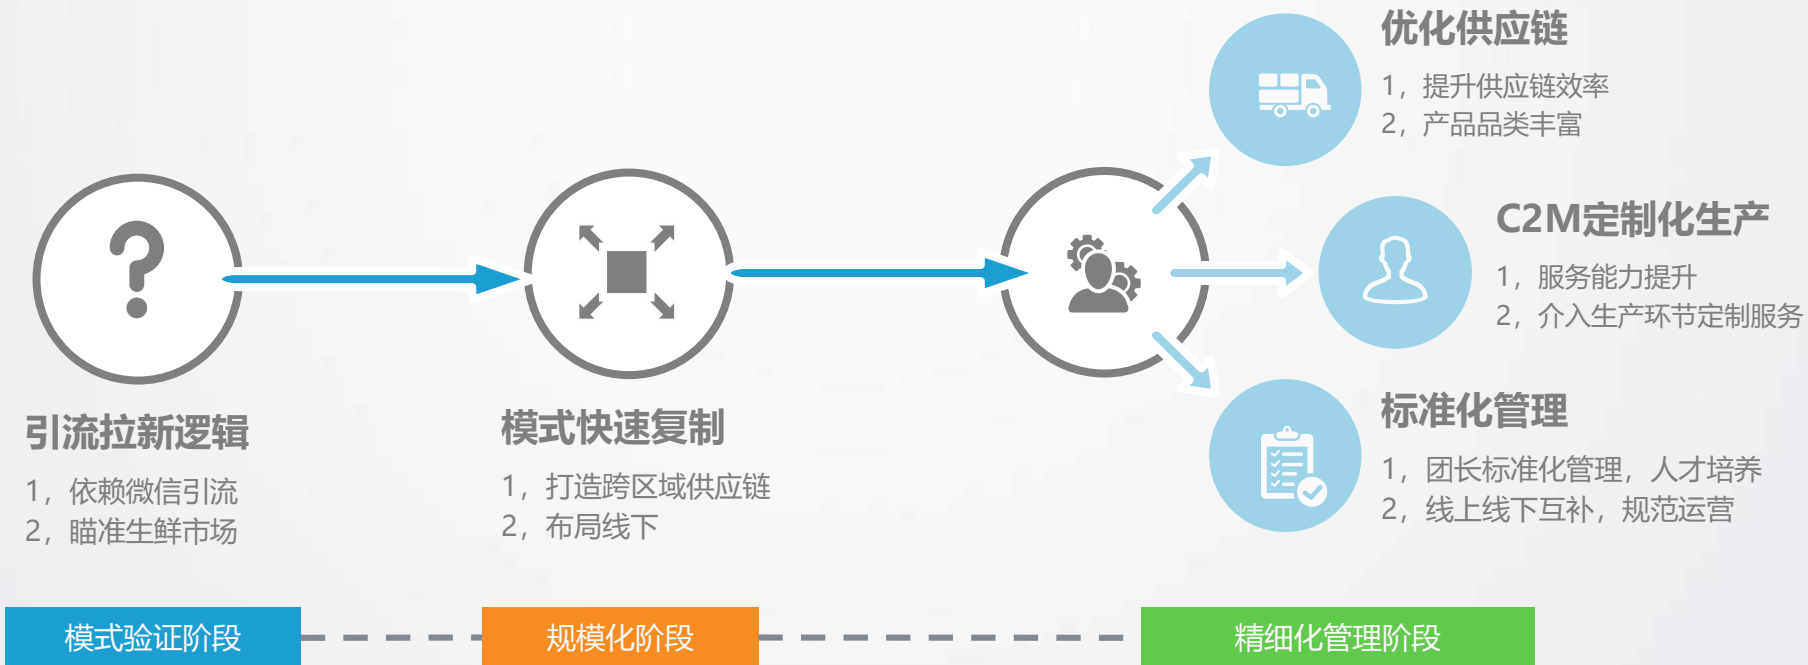 引流拉新逻辑
1，依赖微信引流
2，瞄准生鲜市场
模式快速复制
1，打造跨区域供应链
2，布局线下
优化供应链
1，提升供应链效率
2，产品品类丰富
C2M定制化生产
1，服务能力提升
2，介入生产环节定制服务
标准化管理
1，团长标准化管理，人才培养
2，线上线下互补，规范运营
模式验证阶段
规模化阶段
精细化管理阶段